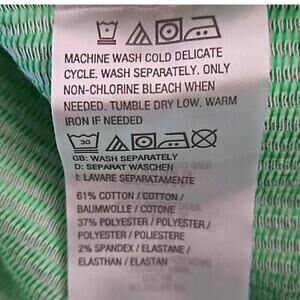 MACHINE WASH COLD DELICATE
CYCLE. WASH SEPARATELY. ONLY
NON-CHLORINE BLEACH WHEN
NEEDED. TUMBLE DRY LOW. WARM
IRON IF NEEDED
30
GB: WASH SEPARATELY
D: SEPARAT WASCHEN
I: LAVARE SEPARATAMENTE
61% COTTON / COTTON /
BAUMWOLLE / COTONE
37% POLYESTER / POLYESTER /
POLYESTER / POLIESTERE
2% SPANDEX / ELASTANE /
ELASTHAN / ELASTAN